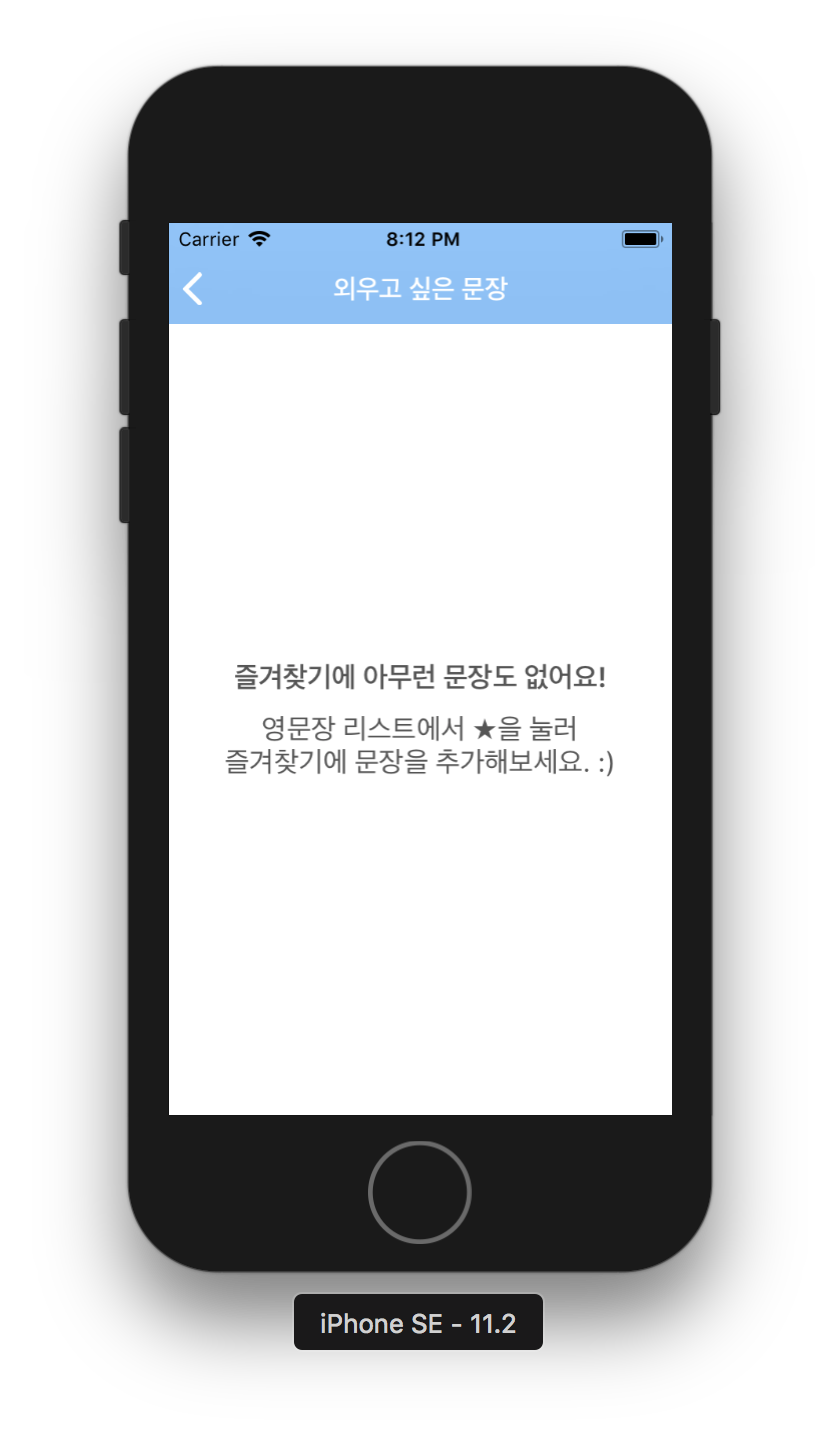 Carrier 8:12 PM
외우고 싶은 문장
즐겨찾기에 아무런 문장도 없어요!
영문장 리스트에서 ★을 눌러
즐겨찾기에 문장을 추가해보세요. :)
iPhone SE - 11.2